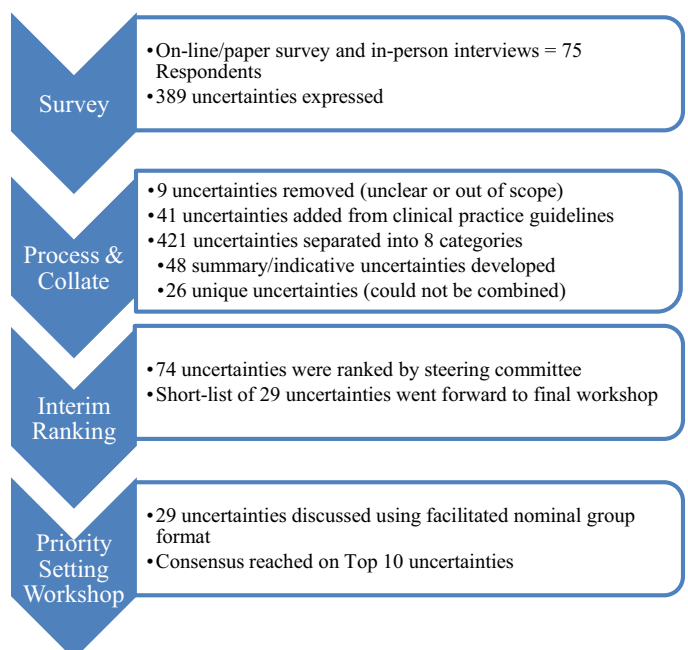 Survey
•On-line/paper survey and in-person interviews = 75
Respondents
•389 uncertainties expressed
Process &
Collate
•9 uncertainties removed (unclear or out of scope)
•41 uncertainties added from clinical practice guidelines
•421 uncertainties separated into 8 categories
•48 summary/indicative uncertainties developed
•26 unique uncertainties (could not be combined)
Interim
Ranking
•74 uncertainties were ranked by steering committee
•Short-list of 29 uncertainties went forward to final workshop
Priority
Setting
Workshop
•29 uncertainties discussed using facilitated nominal group
format
•Consensus reached on Top 10 uncertainties